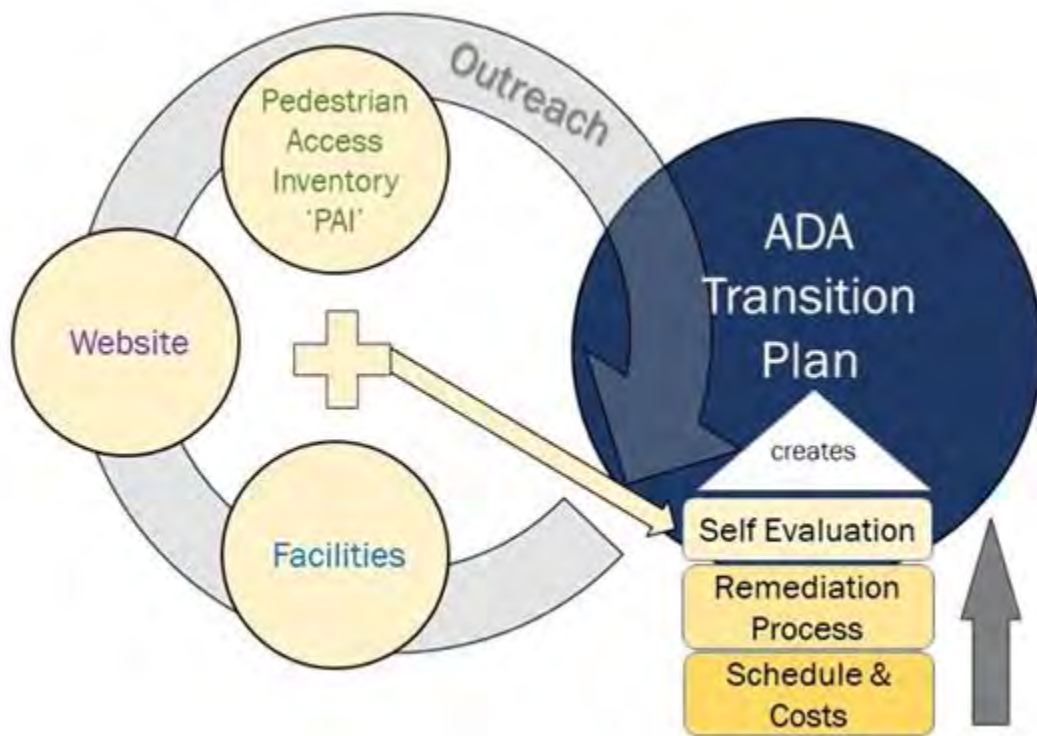 Outreach
Pedestrian
Access
Inventory
‘PAI’
Website
Facilities
ADA
Transition
Plan
creates
Self Evaluation
Remediation
Process
Schedule &
Costs